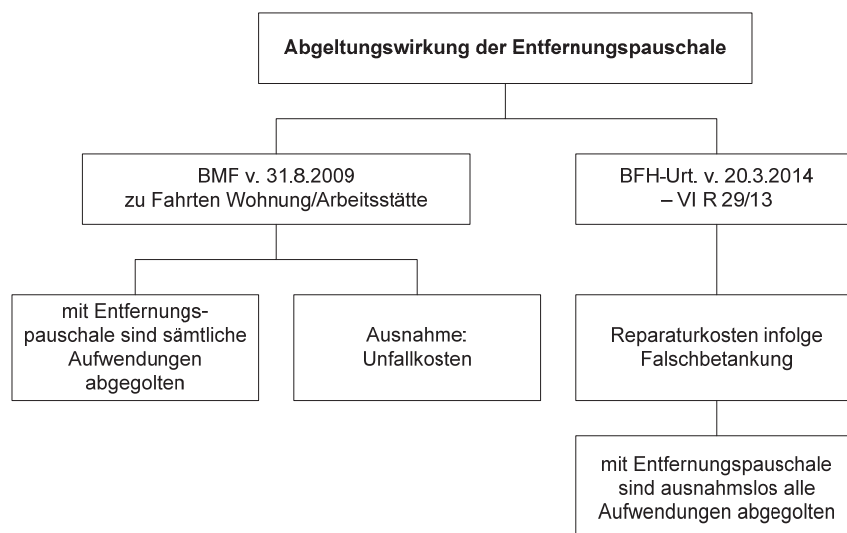 Abgeltungswirkung der Entfernungspauschale
BMF v. 31.8.2009
zu Fahrten Wohnung/Arbeitsstätte
BFH-Urt. v. 20.3.2014
– VI R 29/13
mit Entfernungs-
pauschale sind sämtliche
Aufwendungen
abgegolten
Ausnahme:
Unfallkosten
Reparaturkosten infolge
Falschbetankung
mit Entfernungspauschale
sind ausnahmslos alle
Aufwendungen abgegolten